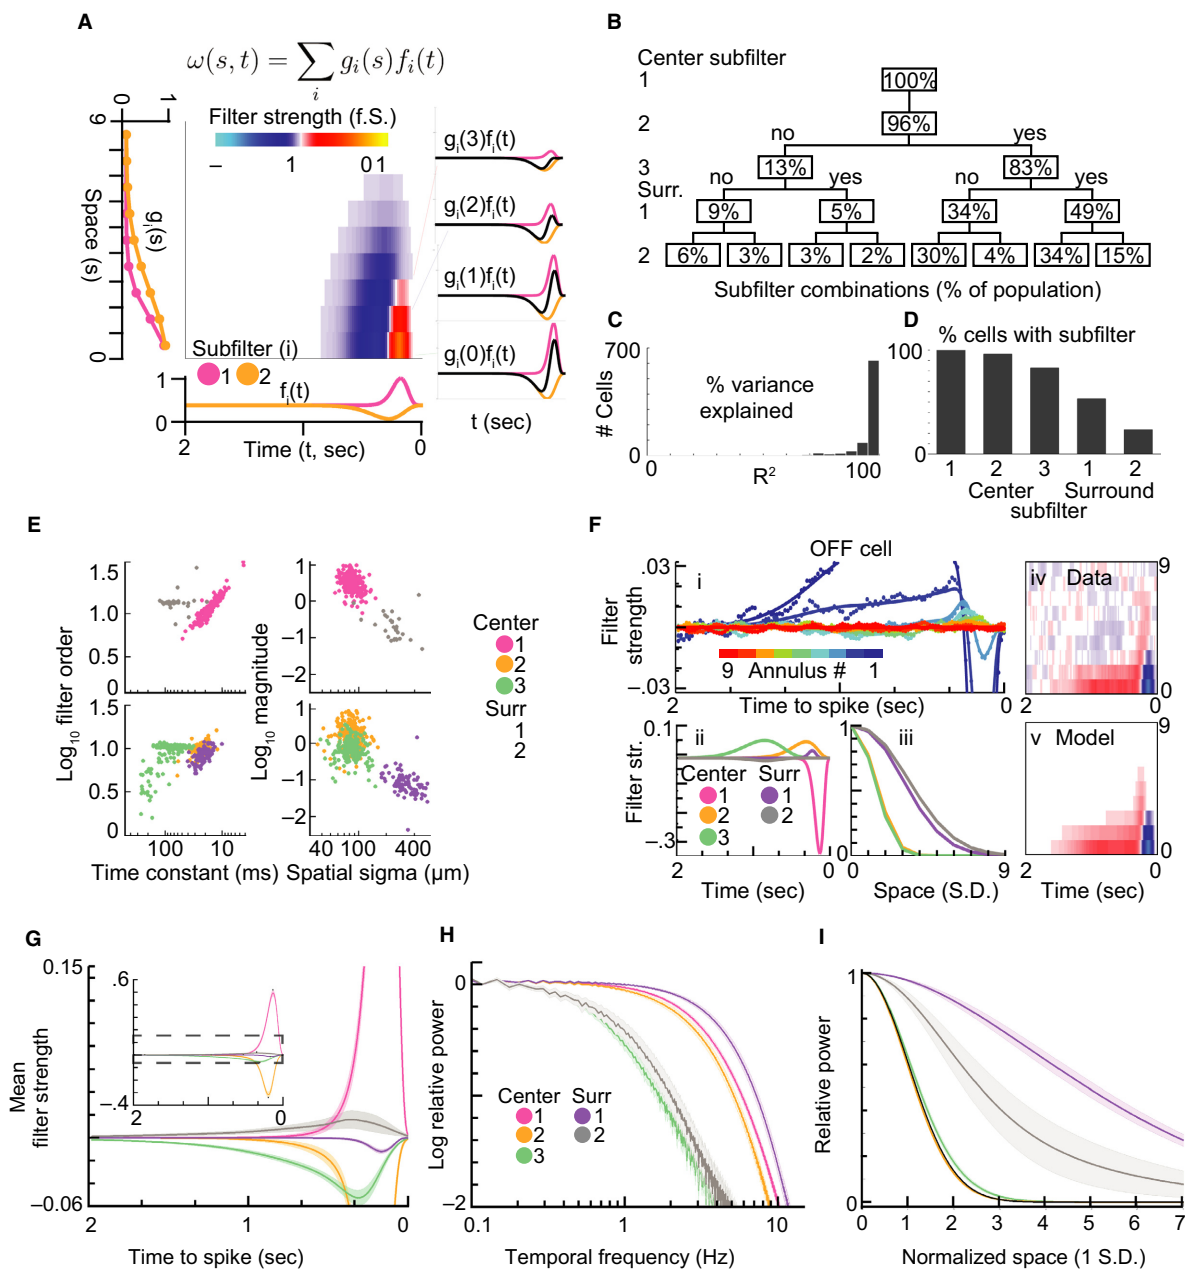 A
ω(s, t) = ∑ g_i(s) f_i(t)
i
0 1
9
Space (s)
g_i(s)
0
Filter strength (f.S.)
– 1 01
Subfilter (i)
1 2
f_i(t)
1
0
2 0
Time (t, sec)
g_i(3)f_i(t)
g_i(2)f_i(t)
g_i(1)f_i(t)
g_i(0)f_i(t)
t (sec)
B
Center subfilter
1 100%
2 96%
no yes
3 13% 83%
Surr. no yes no yes
1 9% 5% 34% 49%
2 6% 3% 3% 2% 30% 4% 34% 15%
Subfilter combinations (% of population)
C
700
# Cells
% variance
explained
0
0 100
R²
D
% cells with subfilter
100
0
1 2 3 1 2
Center Surround
subfilter
E
1.5
1.0
0.5
0
1
0
−1
−2
Log₁₀ filter order
Log₁₀ magnitude
1.5
1.0
0.5
0
1
0
−1
−2
100 10
Time constant (ms)
40 100 400
Spatial sigma (µm)
Center
1
2
3
Surr
1
2
F
OFF cell
i
.03
Filter
strength
−.03
9 Annulus # 1
2 0
Time to spike (sec)
ii
0.1
Filter str.
−.3
Center Surr
1 1
2 2
3
2 0
Time (sec)
iii
1
0
0 9
Space (S.D.)
iv Data
9
0
2 0
v Model
9
0
2 0
Time (sec)
G
0.15
Mean
filter strength
−0.06
.6
−.4
2 0
2 1 0
Time to spike (sec)
H
0
Log relative power
−2
Center Surr
1 1
2 2
3
0.1 1 10
Temporal frequency (Hz)
I
1
Relative power
0
0 1 2 3 4 5 6 7
Normalized space (1 S.D.)